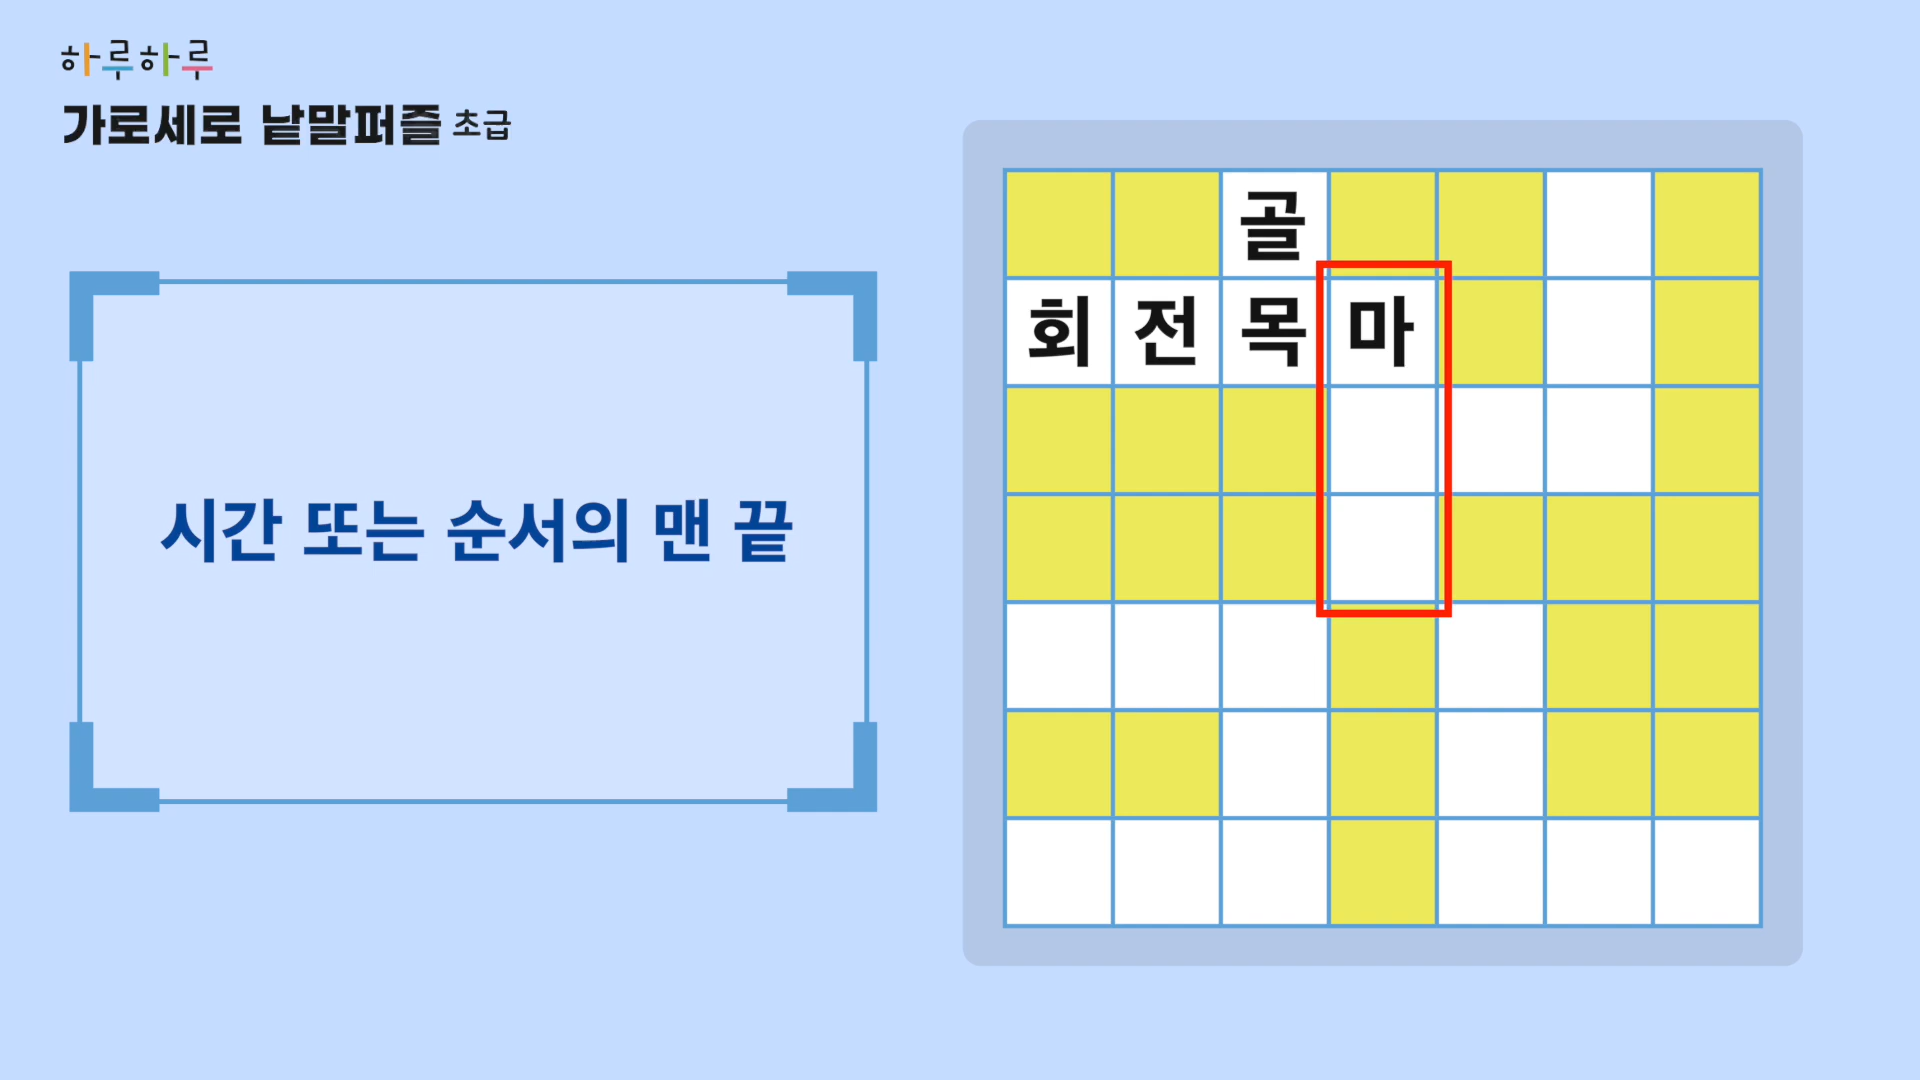 하루하루
가로세로 낱말퍼즐 초급
시간 또는 순서의 맨 끝
골
회 전 목 마